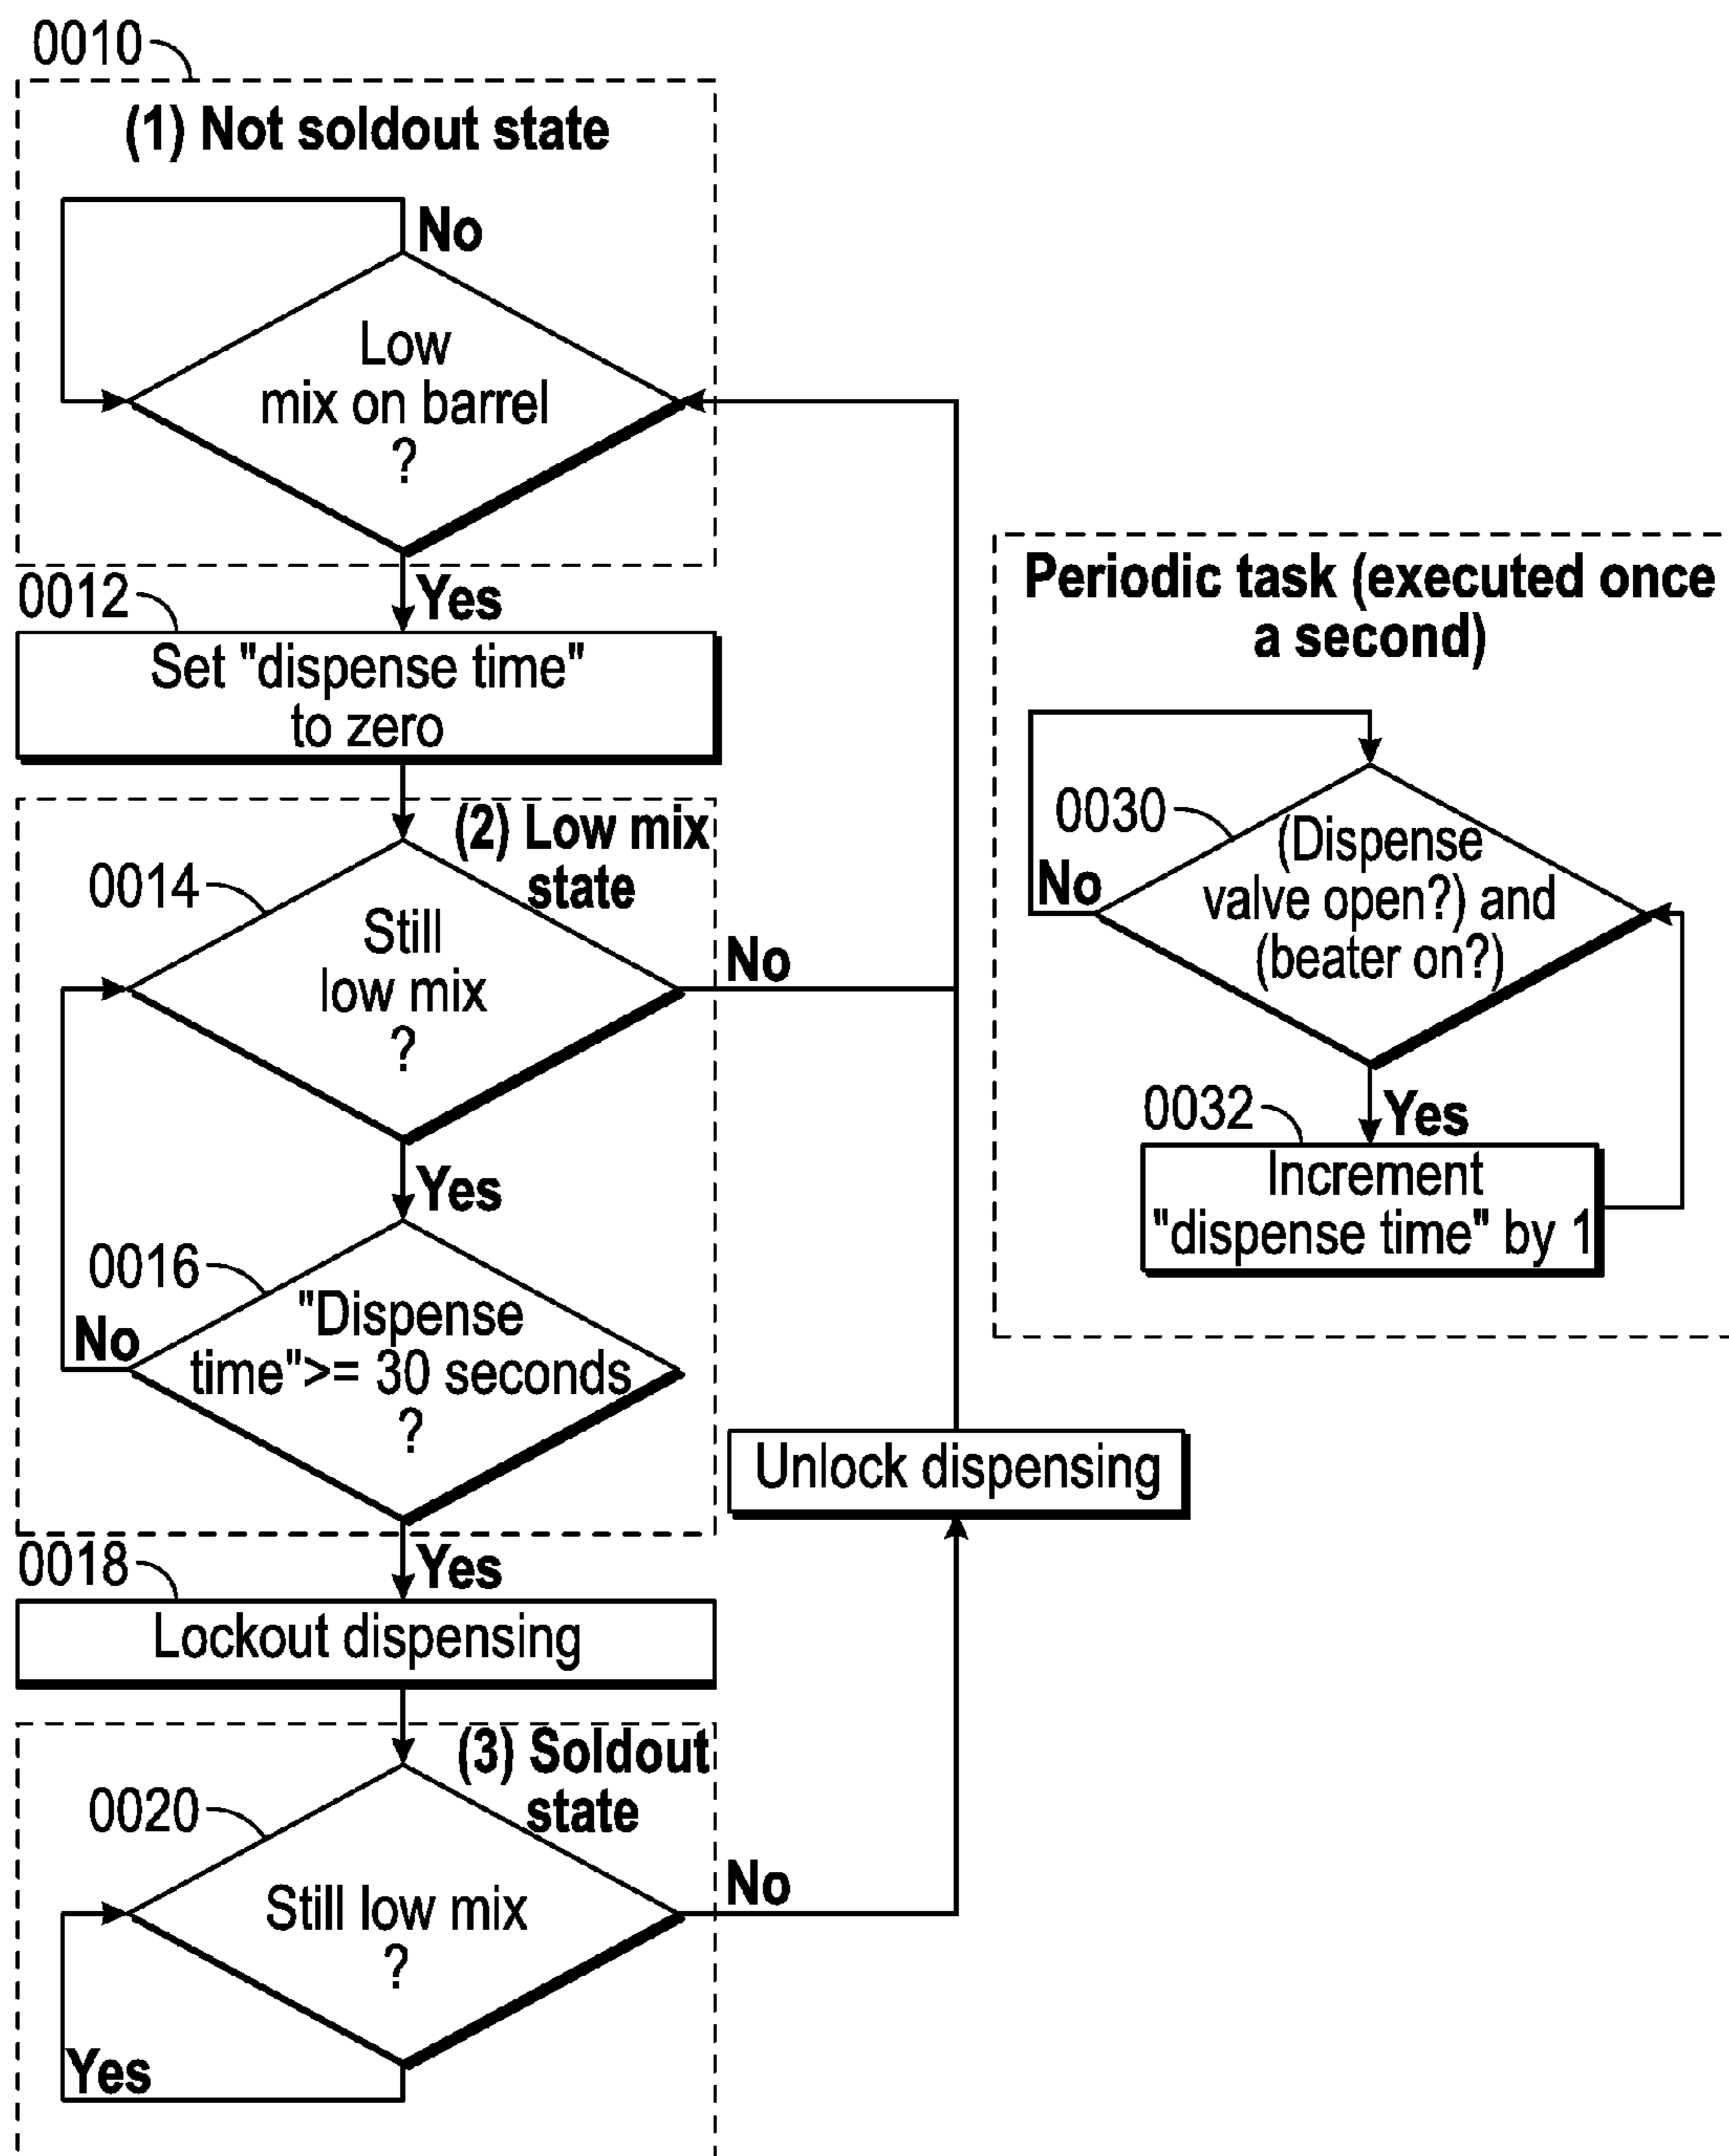 0010
(1) Not soldout state
No
Low
mix on barrel
?
Yes
0012
Set "dispense time"
to zero
(2) Low mix
state
0014
Still
low mix
?
No
Yes
0016
"Dispense
time">= 30 seconds
?
No
Yes
0018
Lockout dispensing
(3) Soldout
state
0020
Still low mix
?
No
Yes
Unlock dispensing
Periodic task (executed once
a second)
0030
(Dispense
valve open?) and
(beater on?)
No
Yes
0032
Increment
"dispense time" by 1